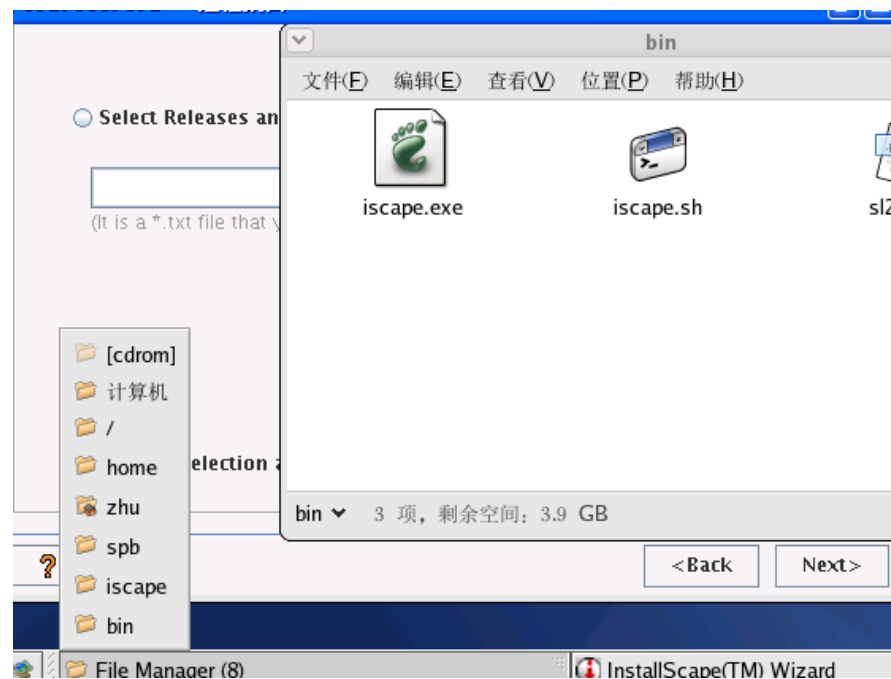 bin
文件(F) 编辑(E) 查看(V) 位置(P) 帮助(H)
Select Releases an
(It is a *.txt file that y
iscape.exe
iscape.sh
sl2
[cdrom]
计算机
/
home
zhu
spb
iscape
bin
election a
bin 3 项，剩余空间：3.9 GB
<Back
Next>
File Manager (8)
InstallScape(TM) Wizard